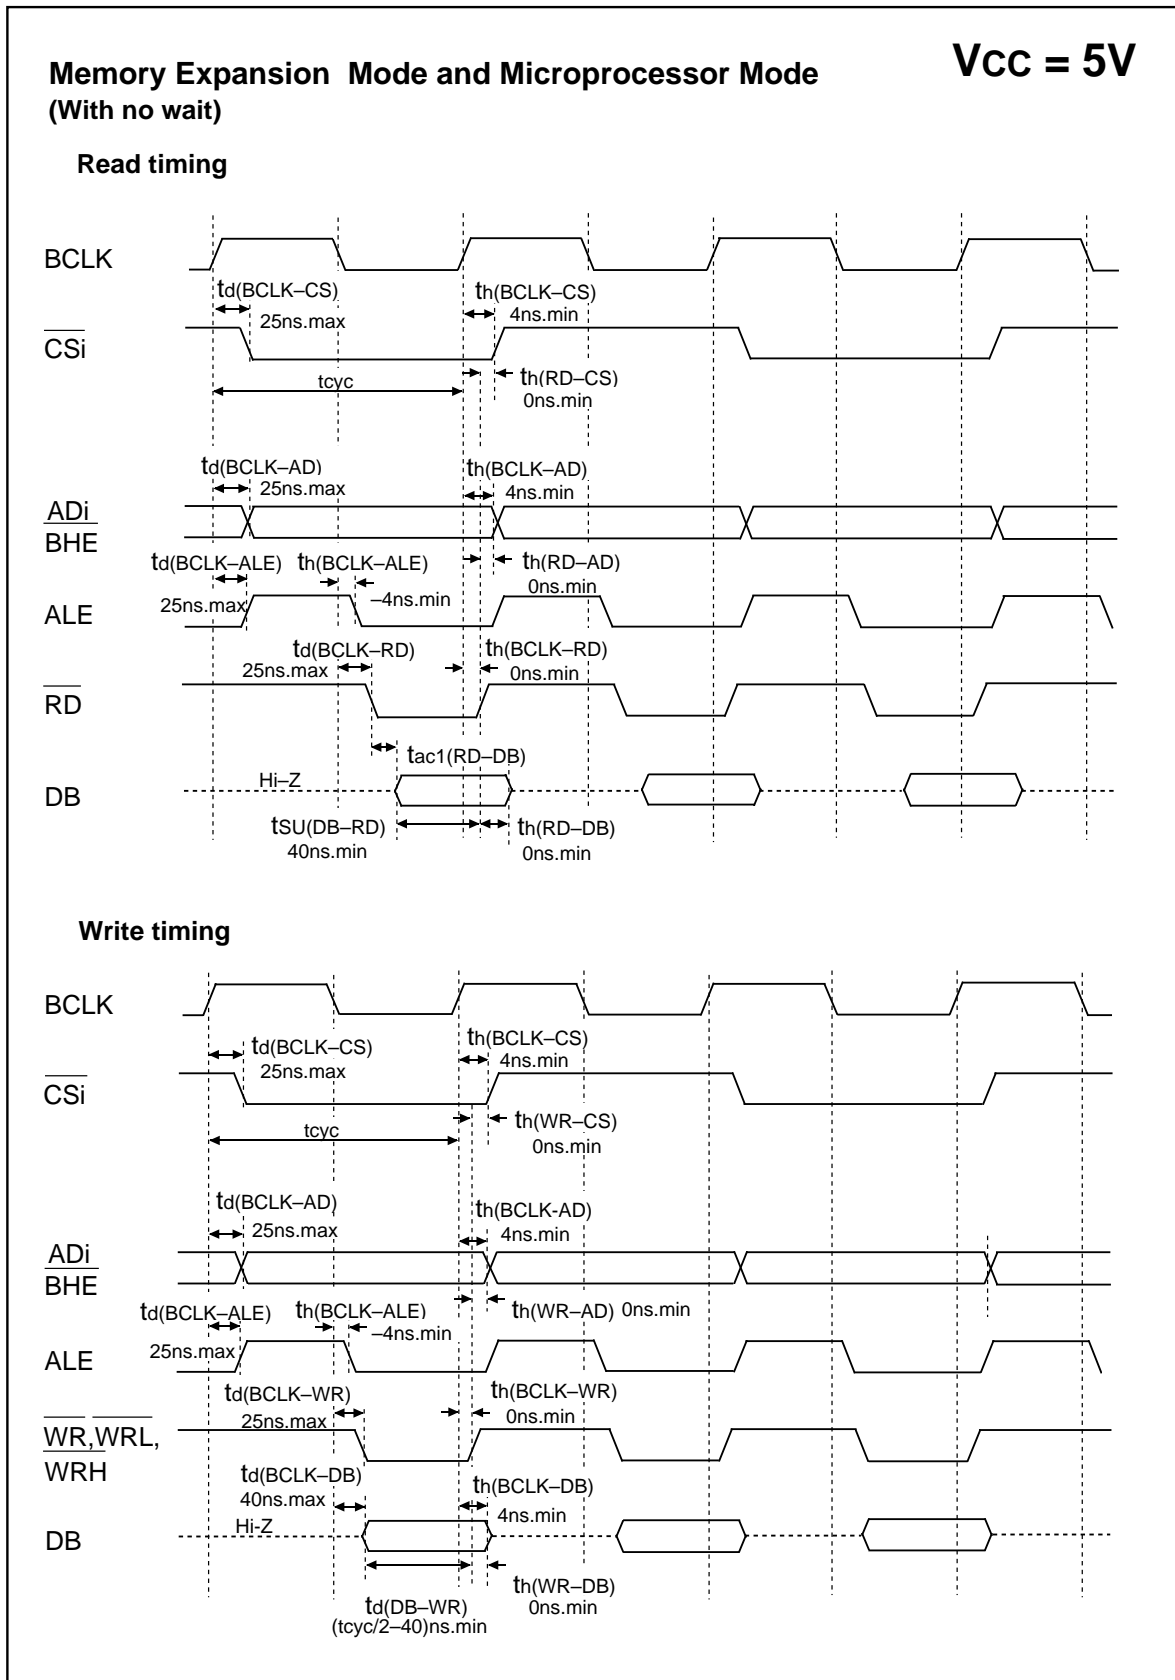 Memory Expansion Mode and Microprocessor Mode
VCC = 5V
(With no wait)
Read timing
BCLK
td(BCLK–CS)
25ns.max
th(BCLK–CS)
4ns.min
CSi
tcyc
th(RD–CS)
0ns.min
td(BCLK–AD)
25ns.max
th(BCLK–AD)
4ns.min
ADi
BHE
td(BCLK–ALE)
25ns.max
th(BCLK–ALE)
–4ns.min
th(RD–AD)
0ns.min
ALE
td(BCLK–RD)
25ns.max
th(BCLK–RD)
0ns.min
RD
tac1(RD–DB)
DB
Hi–Z
tSU(DB–RD)
40ns.min
th(RD–DB)
0ns.min
Write timing
BCLK
td(BCLK–CS)
25ns.max
th(BCLK–CS)
4ns.min
CSi
tcyc
th(WR–CS)
0ns.min
td(BCLK–AD)
25ns.max
th(BCLK-AD)
4ns.min
ADi
BHE
td(BCLK–ALE)
25ns.max
th(BCLK–ALE)
–4ns.min
th(WR–AD) 0ns.min
ALE
td(BCLK–WR)
25ns.max
th(BCLK–WR)
0ns.min
WR,WRL,
WRH
td(BCLK–DB)
40ns.max
th(BCLK–DB)
4ns.min
DB
Hi-Z
td(DB–WR)
(tcyc/2–40)ns.min
th(WR–DB)
0ns.min